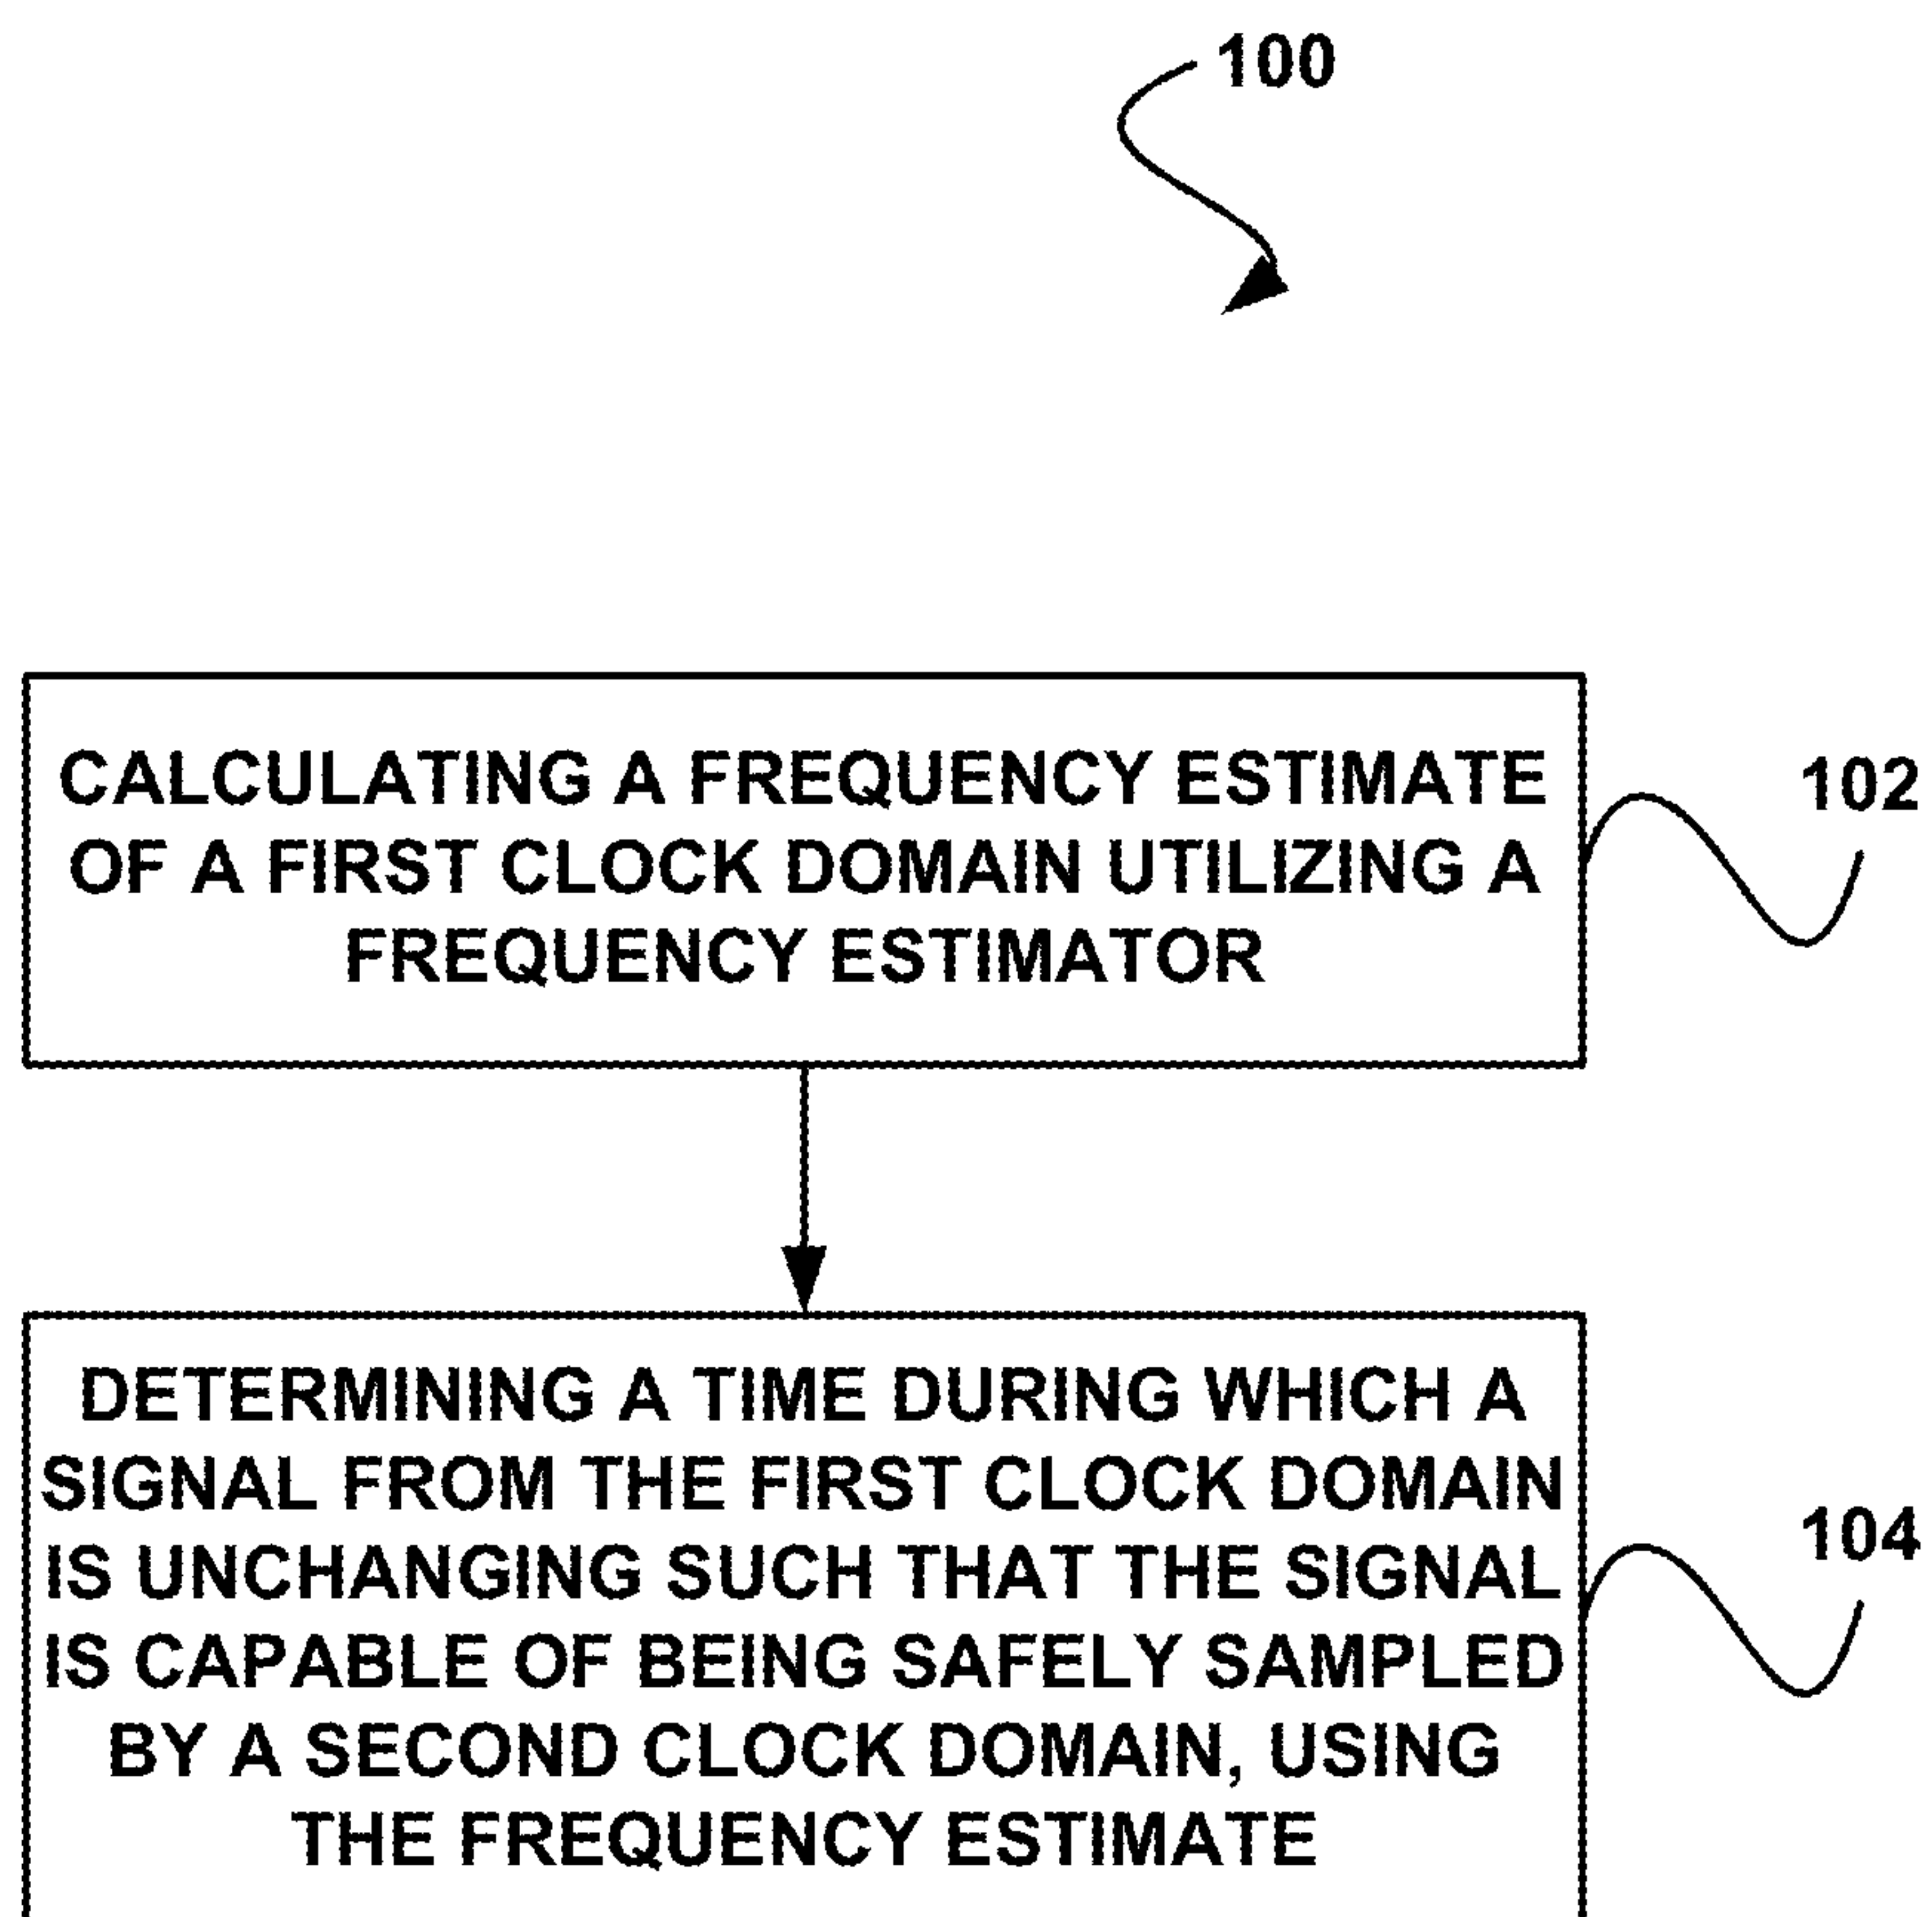 100
CALCULATING A FREQUENCY ESTIMATE
OF A FIRST CLOCK DOMAIN UTILIZING A
FREQUENCY ESTIMATOR
102
DETERMINING A TIME DURING WHICH A
SIGNAL FROM THE FIRST CLOCK DOMAIN
IS UNCHANGING SUCH THAT THE SIGNAL
IS CAPABLE OF BEING SAFELY SAMPLED
BY A SECOND CLOCK DOMAIN, USING
THE FREQUENCY ESTIMATE
104